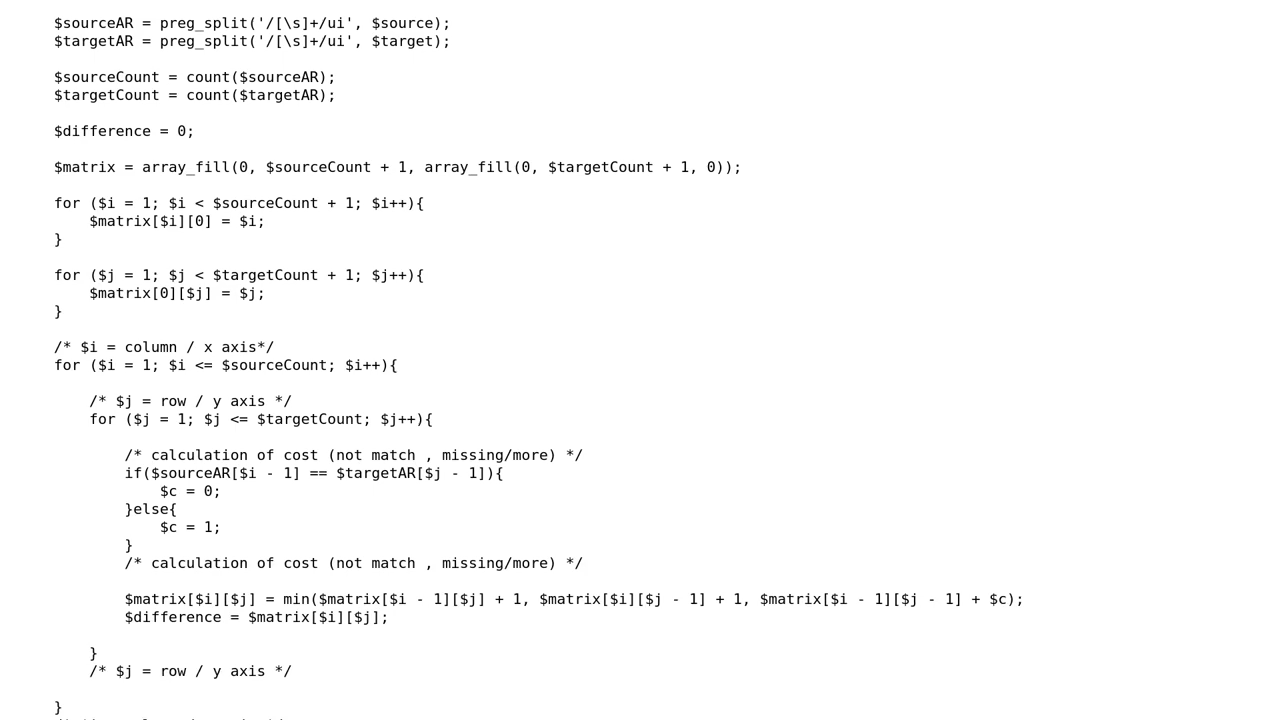 $sourceAR = preg_split('/[\s]+/ui', $source);
$targetAR = preg_split('/[\s]+/ui', $target);
$sourceCount = count($sourceAR);
$targetCount = count($targetAR);
$difference = 0;
$matrix = array_fill(0, $sourceCount + 1, array_fill(0, $targetCount + 1, 0));
for ($i = 1; $i < $sourceCount + 1; $i++){
    $matrix[$i][0] = $i;
}
for ($j = 1; $j < $targetCount + 1; $j++){
    $matrix[0][$j] = $j;
}
/* $i = column / x axis*/
for ($i = 1; $i <= $sourceCount; $i++){
    /* $j = row / y axis */
    for ($j = 1; $j <= $targetCount; $j++){
        /* calculation of cost (not match , missing/more) */
        if($sourceAR[$i - 1] == $targetAR[$j - 1]){
            $c = 0;
        }else{
            $c = 1;
        }
        /* calculation of cost (not match , missing/more) */
        $matrix[$i][$j] = min($matrix[$i - 1][$j] + 1, $matrix[$i][$j - 1] + 1, $matrix[$i - 1][$j - 1] + $c);
        $difference = $matrix[$i][$j];
    }
    /* $j = row / y axis */
}